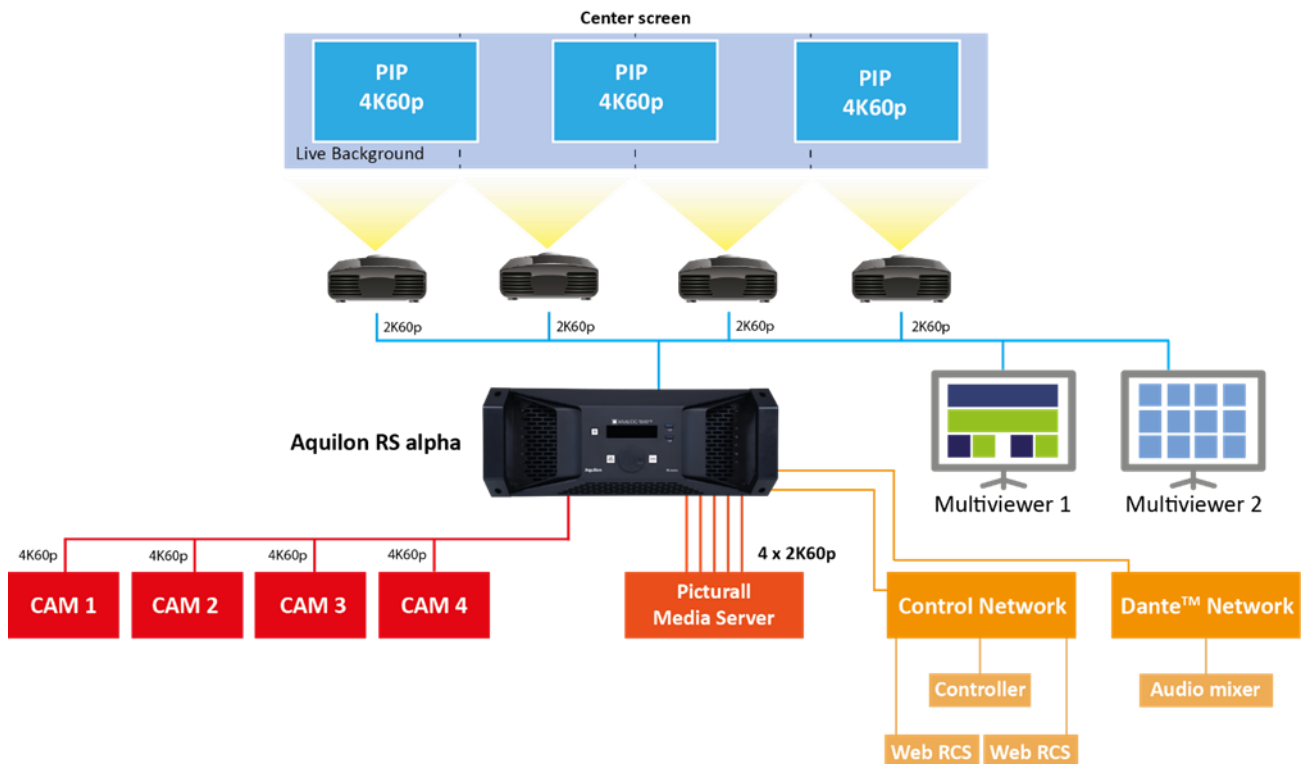 Center screen
PIP
4K60p
PIP
4K60p
PIP
4K60p
Live Background
2K60p
2K60p
2K60p
2K60p
Aquilon RS alpha
Aquilon
Multiviewer 1
Multiviewer 2
4K60p
4K60p
4K60p
4K60p
4 x 2K60p
CAM 1
CAM 2
CAM 3
CAM 4
Picturall
Media Server
Control Network
Dante™ Network
Controller
Audio mixer
Web RCS
Web RCS